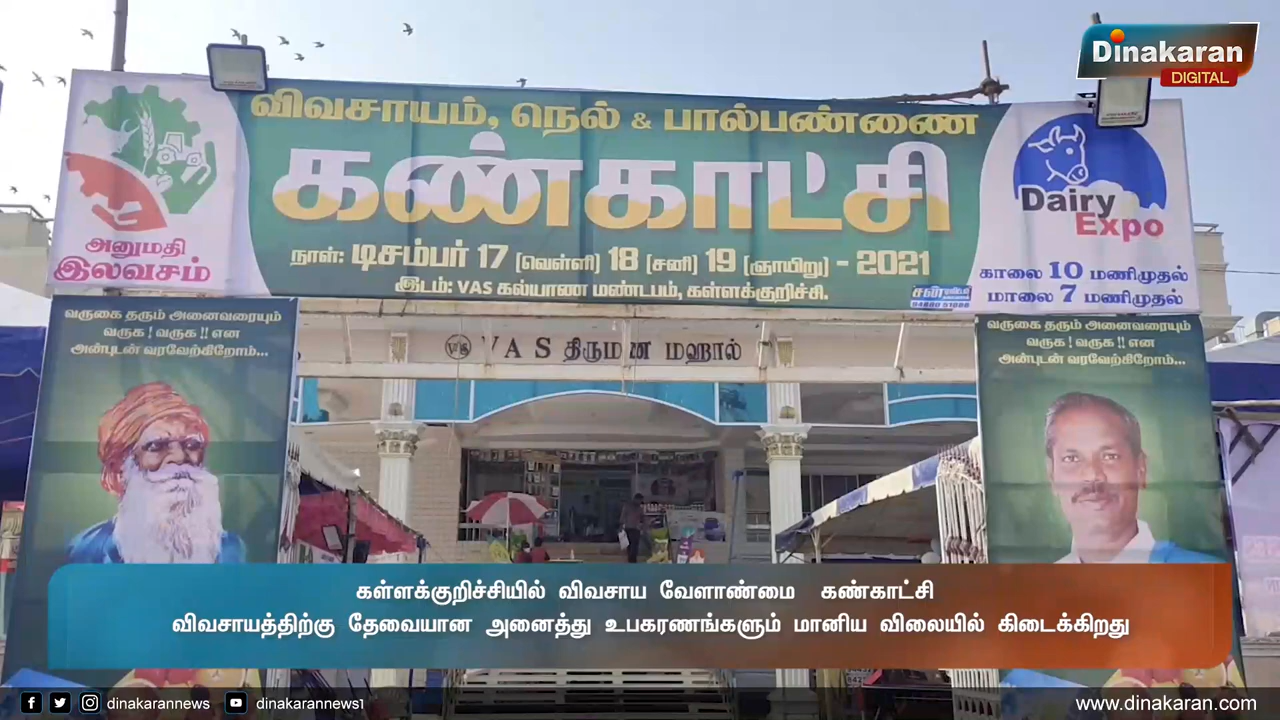 Dinakaran
DIGITAL
விவசாயம், நெல் & பால்பண்ணை
கண்காட்சி
நாள்: டிசம்பர் 17 (வெள்ளி) 18 (சனி) 19 (ஞாயிறு) - 2021
இடம்: VAS கல்யாண மண்டபம், கள்ளக்குறிச்சி.
அனுமதி
இலவசம்
Dairy
Expo
காலை 10 மணிமுதல்
மாலை 7 மணிமுதல்
வருகை தரும் அனைவரையும்
வருக ! வருக !! என
அன்புடன் வரவேற்கிறோம்...
VAS திருமண மஹால்
வருகை தரும் அனைவரையும்
வருக ! வருக !! என
அன்புடன் வரவேற்கிறோம்...
கள்ளக்குறிச்சியில் விவசாய வேளாண்மை கண்காட்சி
விவசாயத்திற்கு தேவையான அனைத்து உபகரணங்களும் மானிய விலையில் கிடைக்கிறது
dinakarannews
dinakarannews1
www.dinakaran.com